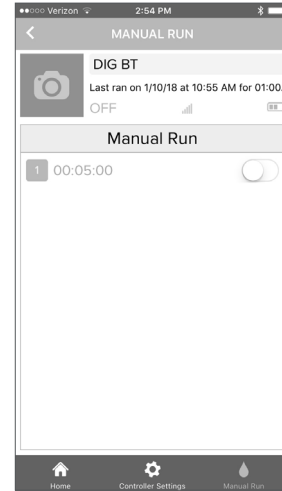 Verizon 2:54 PM
MANUAL RUN
DIG BT
Last ran on 1/10/18 at 10:55 AM for 01:00.
OFF
Manual Run
1 00:05:00
Home Controller Settings Manual Run